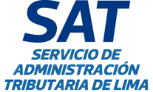 SAT
SERVICIO DE
ADMINISTRACIÓN
TRIBUTARIA DE LIMA